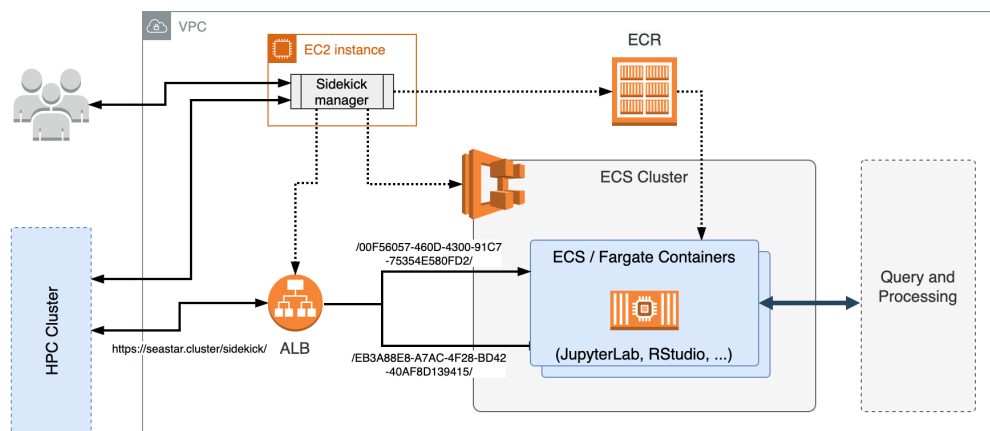 VPC
EC2 instance
ECR
Sidekick
manager
ECS Cluster
/00F56057-460D-4300-91C7
-75354E580FD2/
ECS / Fargate Containers
Query and
Processing
HPC Cluster
https://seastar.cluster/sidekick/
ALB
(JupyterLab, RStudio, ...)
/EB3A88E8-A7AC-4F28-BD42
-40AF8D139415/